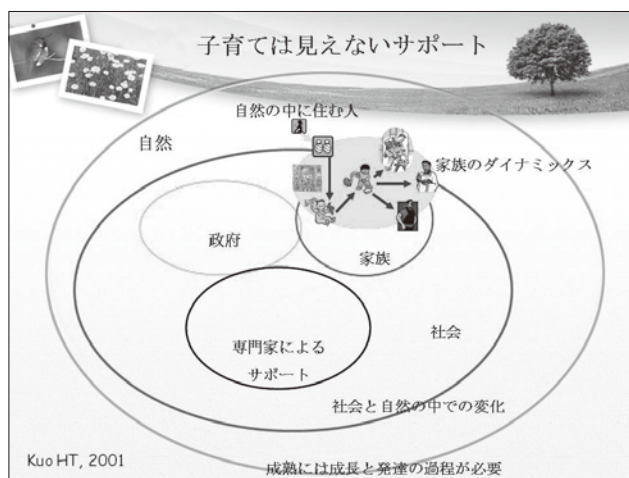 子育ては見えないサポート
自然の中に住む人
自然
家族のダイナミックス
政府
家族
専門家による
サポート
社会
社会と自然の中での変化
Kuo HT, 2001
成熟には成長と発達の過程が必要